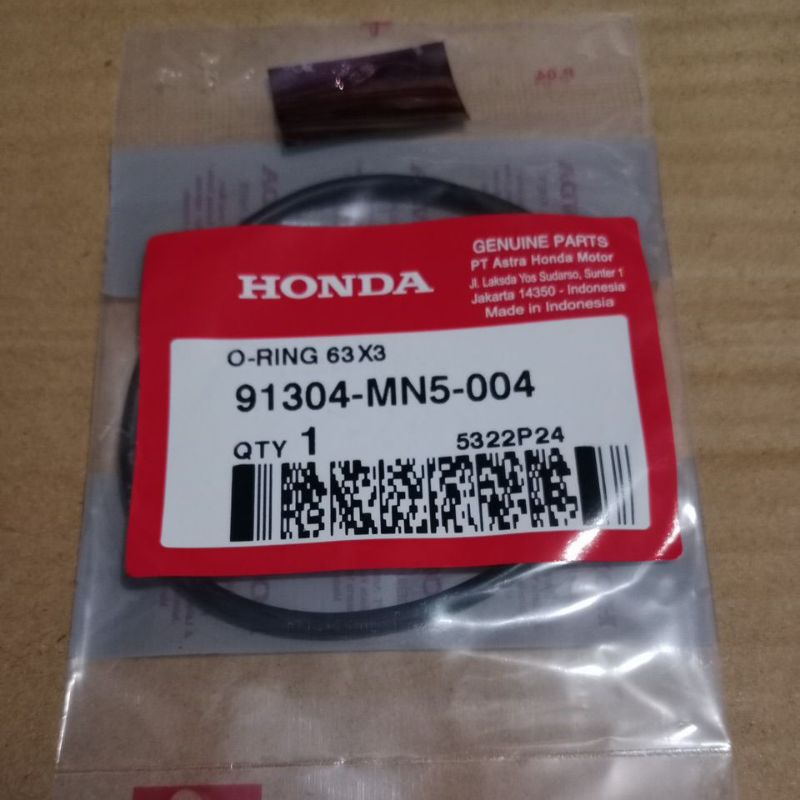 HONDA
GENUINE PARTS
PT Astra Honda Motor
Jl. Laksda Yos Sudarso, Sunter 1
Jakarta 14350 - Indonesia
Made in Indonesia
O-RING 63X3
91304-MN5-004
QTY 1
5322P24